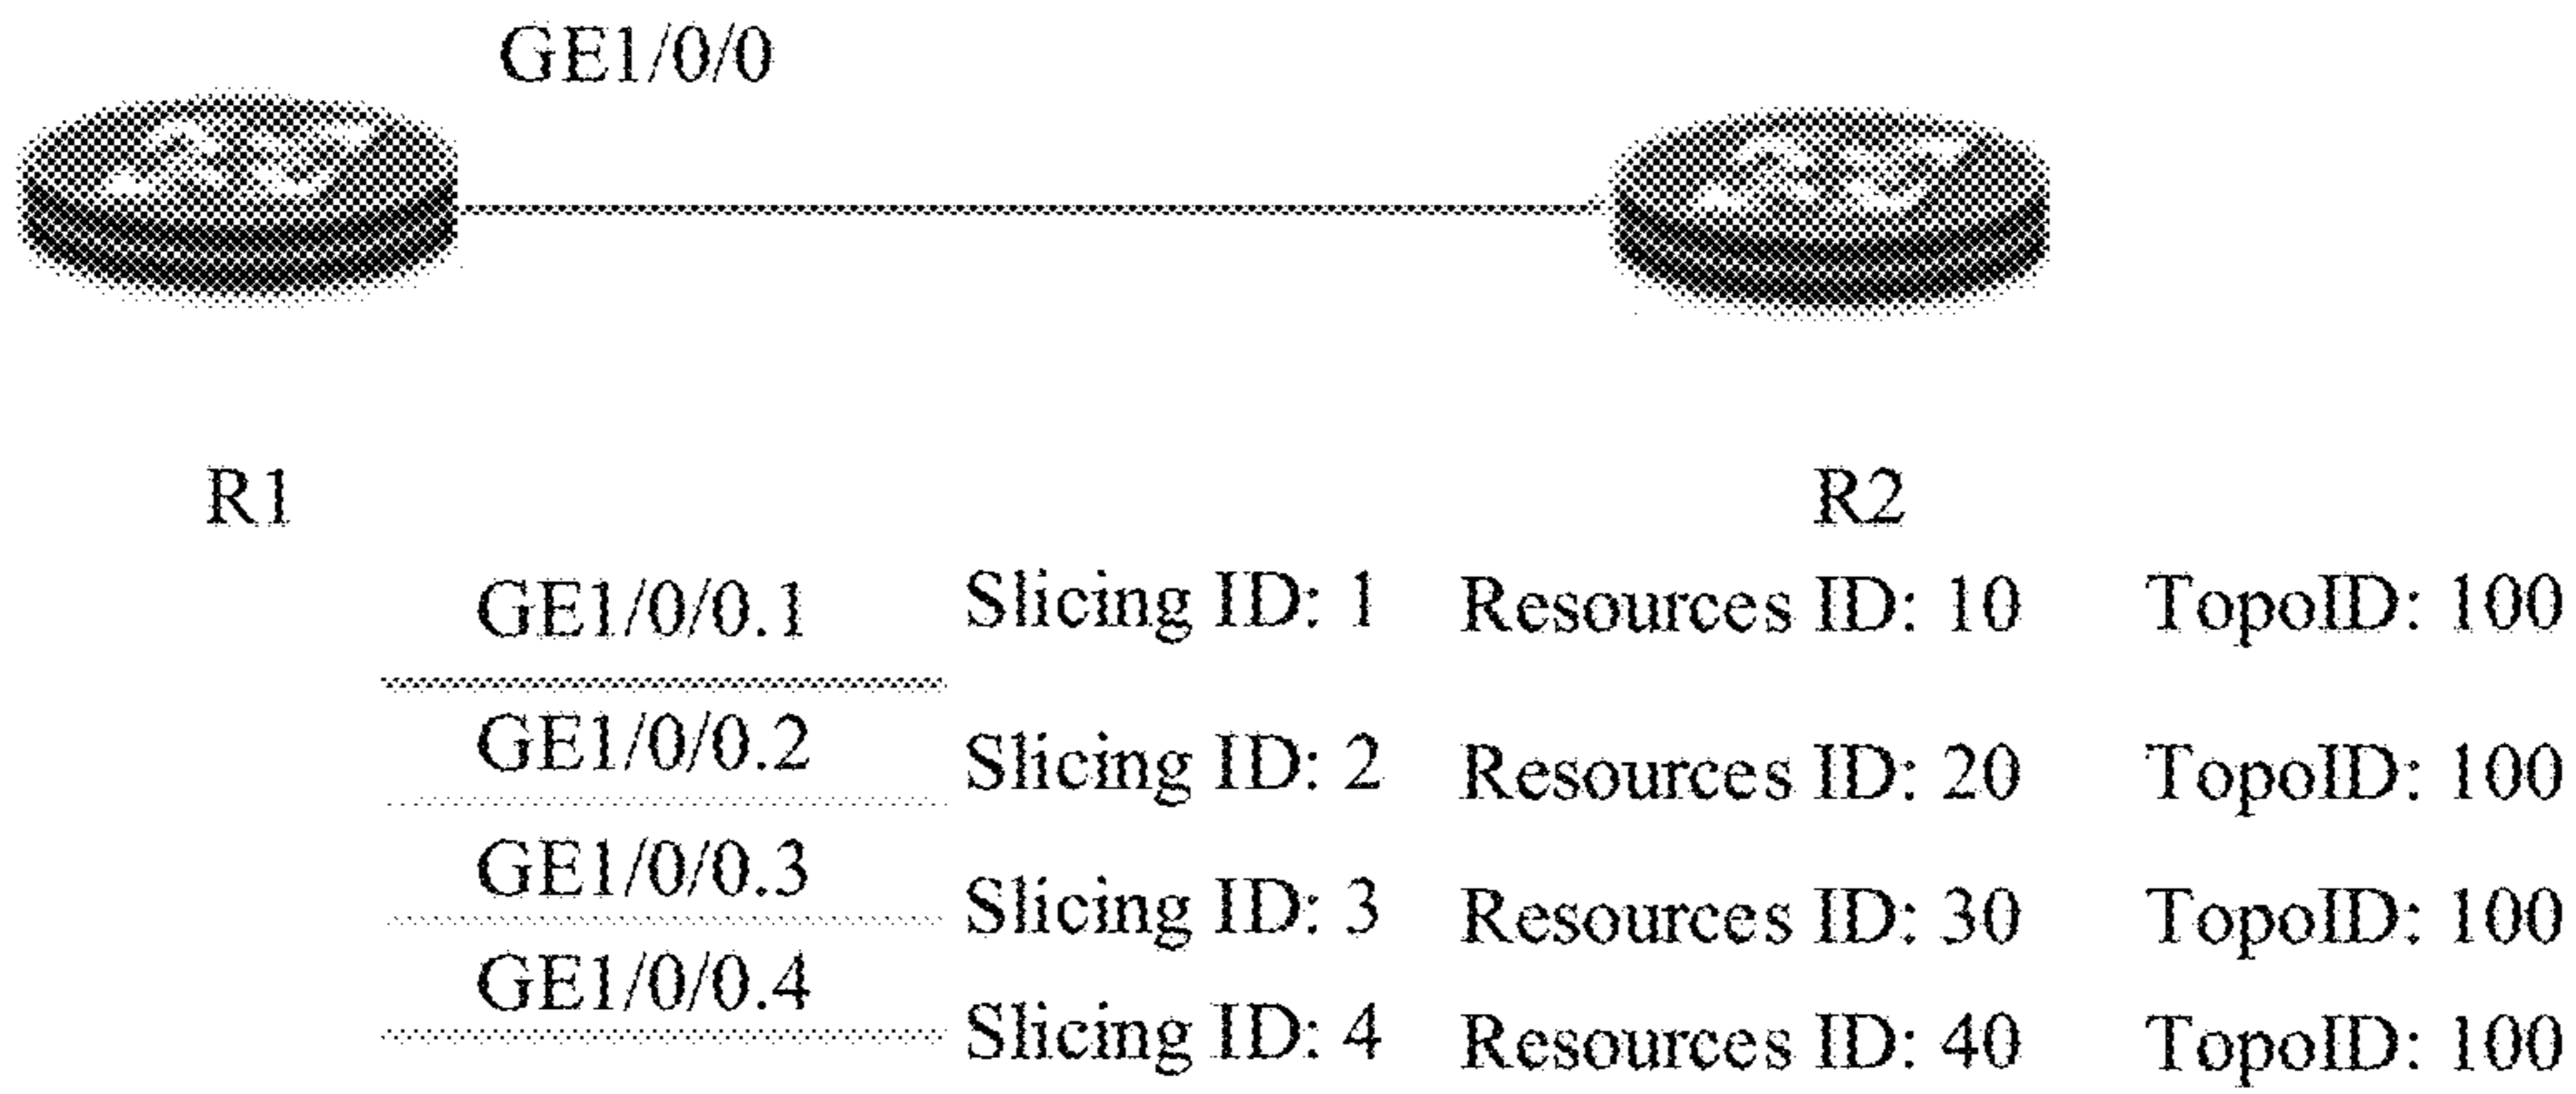 GE1/0/0
R1 R2
GE1/0/0.1 Slicing ID: 1 Resources ID: 10 TopoID: 100
GE1/0/0.2 Slicing ID: 2 Resources ID: 20 TopoID: 100
GE1/0/0.3 Slicing ID: 3 Resources ID: 30 TopoID: 100
GE1/0/0.4 Slicing ID: 4 Resources ID: 40 TopoID: 100